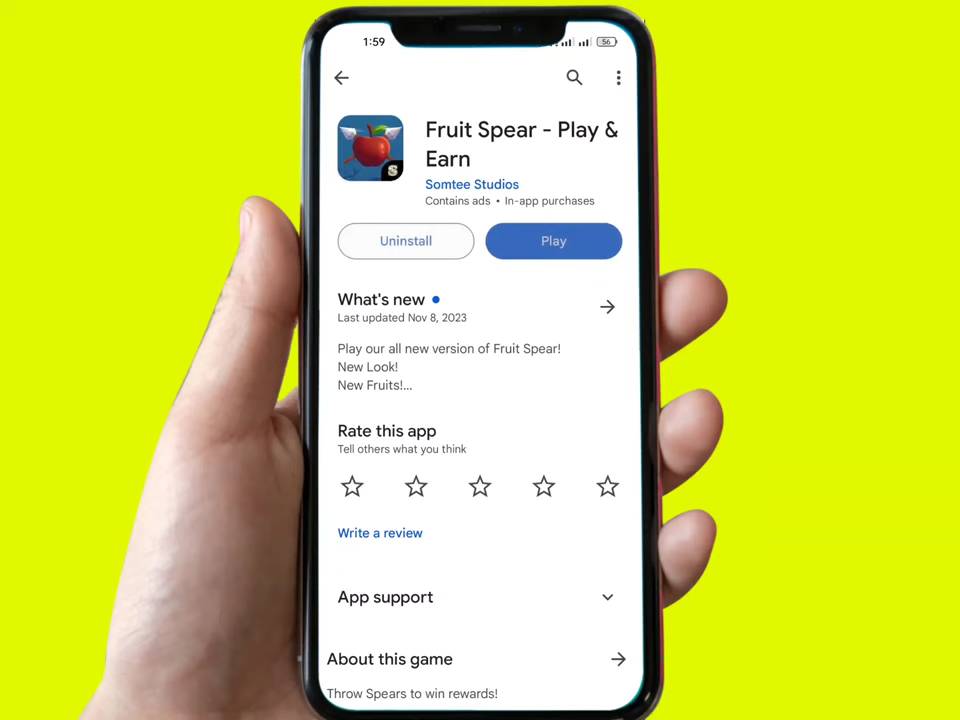 1:59
56
Fruit Spear - Play &
Earn
S
Somtee Studios
Contains ads • In-app purchases
Uninstall
Play
What's new
Last updated Nov 8, 2023
Play our all new version of Fruit Spear!
New Look!
New Fruits!...
Rate this app
Tell others what you think
Write a review
App support
About this game
Throw Spears to win rewards!